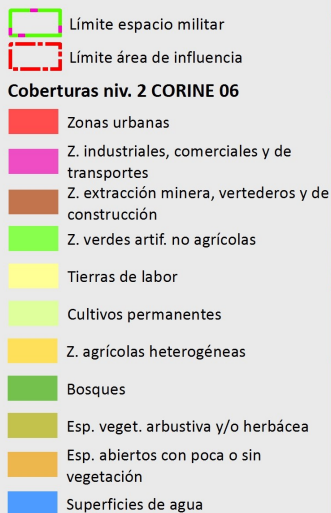 Límite espacio militar
Límite área de influencia
Coberturas niv. 2 CORINE 06
Zonas urbanas
Z. industriales, comerciales y de
transportes
Z. extracción minera, vertederos y de
construcción
Z. verdes artif. no agrícolas
Tierras de labor
Cultivos permanentes
Z. agrícolas heterogéneas
Bosques
Esp. veget. arbustiva y/o herbácea
Esp. abiertos con poca o sin
vegetación
Superficies de agua